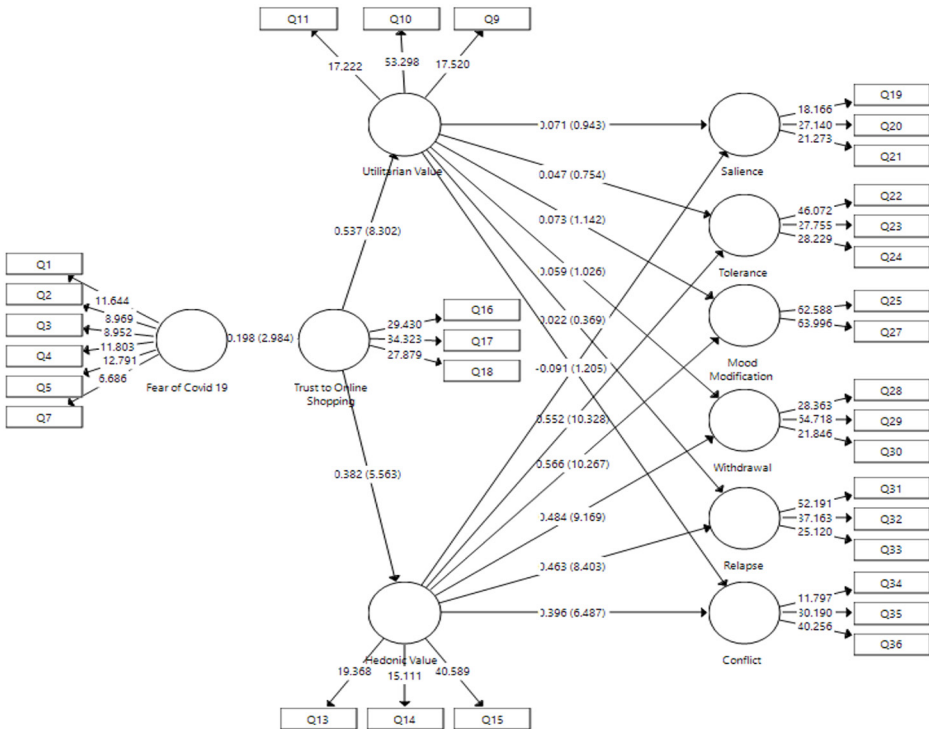 Q11
Q10
Q9
17.222
53.298
17.520
Utilitarian Value
0.071 (0.943)
0.047 (0.754)
0.073 (1.142)
0.059 (1.026)
0.022 (0.369)
-0.091 (1.205)
0.537 (8.302)
Q1
Q2
Q3
Q4
Q5
Q7
11.644
8.969
8.952
11.803
12.791
6.686
Fear of Covid 19
0.198 (2.984)
Trust to Online
Shopping
29.430
34.323
27.879
Q16
Q17
Q18
0.382 (5.563)
0.552 (10.328)
0.566 (10.267)
0.484 (9.169)
0.463 (8.403)
0.396 (6.487)
Hedonic Value
19.368
15.111
40.589
Q13
Q14
Q15
Salience
18.166
27.140
21.273
Q19
Q20
Q21
Tolerance
46.072
27.755
28.229
Q22
Q23
Q24
Mood
Modification
62.588
63.996
Q25
Q27
Withdrawal
28.363
54.718
21.846
Q28
Q29
Q30
Relapse
52.191
37.163
25.120
Q31
Q32
Q33
Conflict
11.797
30.190
40.256
Q34
Q35
Q36